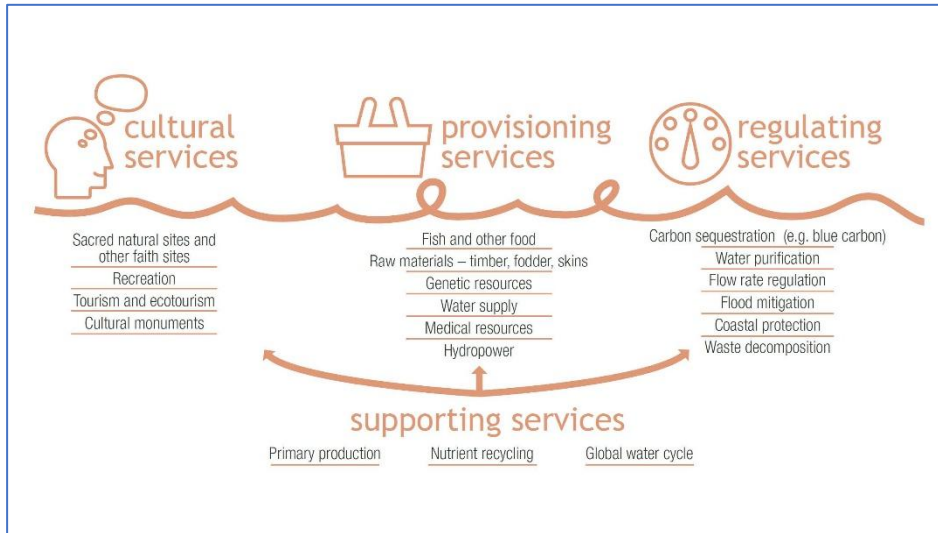 cultural
services
provisioning
services
regulating
services
Sacred natural sites and
other faith sites
Recreation
Tourism and ecotourism
Cultural monuments
Fish and other food
Raw materials – timber, fodder, skins
Genetic resources
Water supply
Medical resources
Hydropower
Carbon sequestration (e.g. blue carbon)
Water purification
Flow rate regulation
Flood mitigation
Coastal protection
Waste decomposition
supporting services
Primary production
Nutrient recycling
Global water cycle